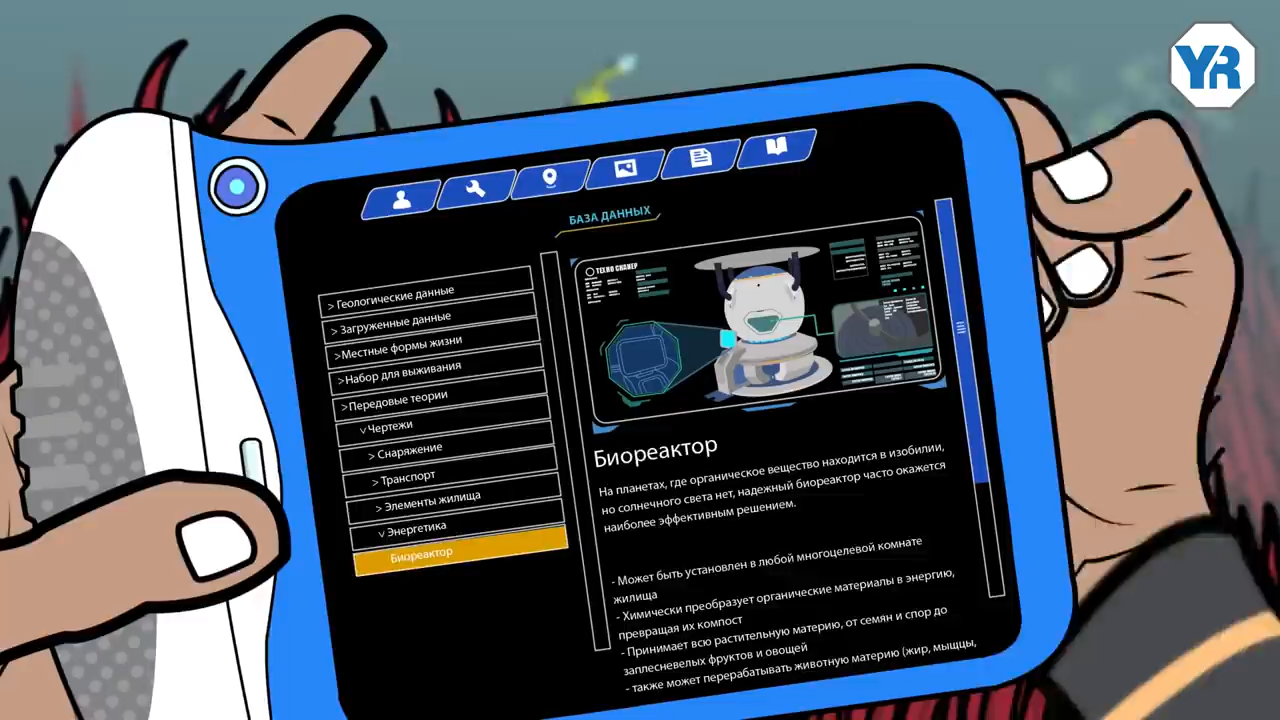 YR
БАЗА ДАННЫХ
> Геологические данные
> Загруженные данные
>Местные формы жизни
>Набор для выживания
>Передовые теории
v Чертежи
> Снаряжение
> Транспорт
> Элементы жилища
v Энергетика
Биореактор
ТЕХНО СКАНЕР
Биореактор
На планетах, где органическое вещество находится в изобилии,
но солнечного света нет, надежный биореактор часто окажется
наиболее эффективным решением.
- Может быть установлен в любой многоцелевой комнате
жилища
- Химически преобразует органические материалы в энергию,
превращая их компост
- Принимает всю растительную материю, от семян и спор до
заплесневелых фруктов и овощей
- также может перерабатывать животную материю (жир, мыщцы,